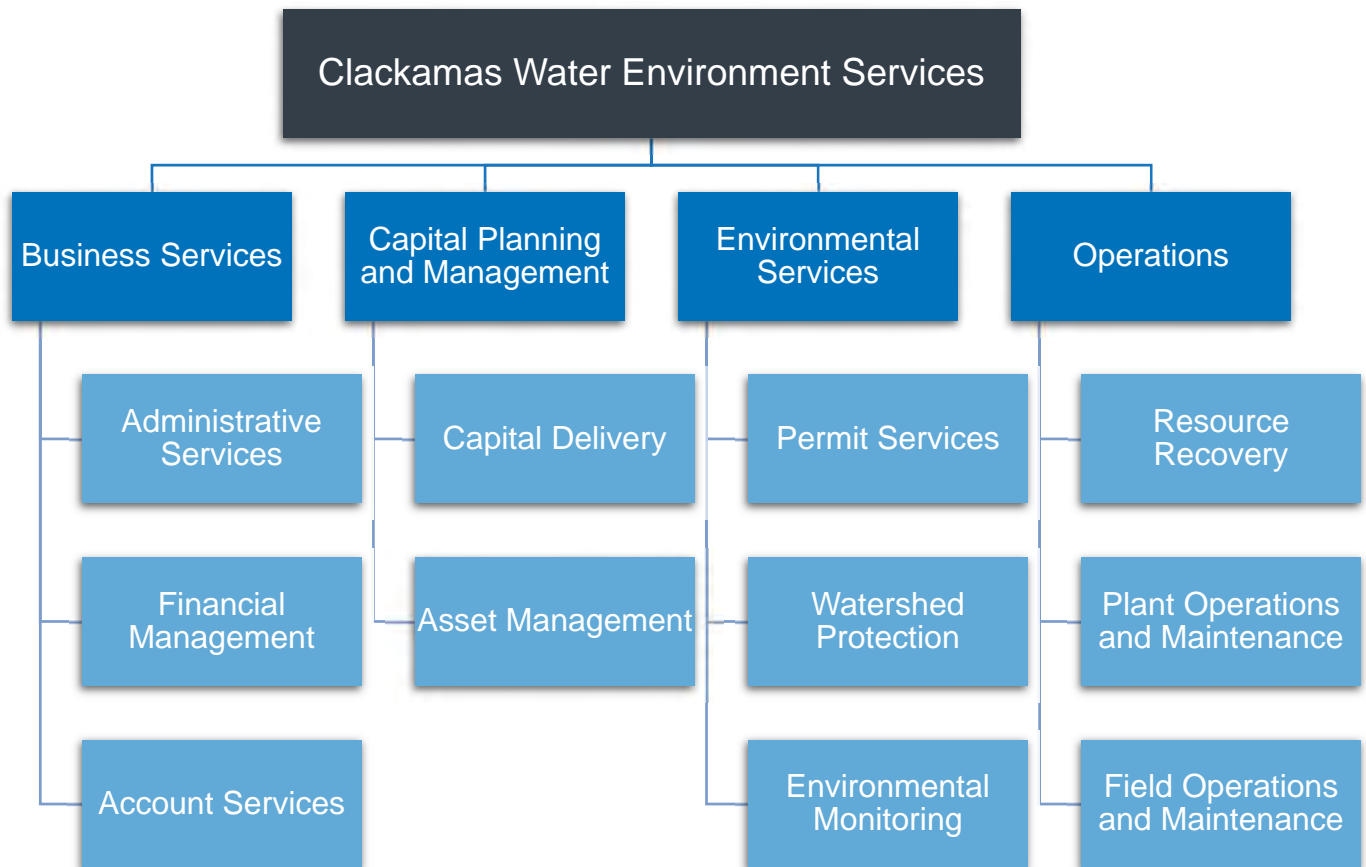 Clackamas Water Environment Services
Business Services
Capital Planning
and Management
Environmental
Services
Operations
Administrative
Services
Capital Delivery
Permit Services
Resource
Recovery
Financial
Management
Asset Management
Watershed
Protection
Plant Operations
and Maintenance
Account Services
Environmental
Monitoring
Field Operations
and Maintenance